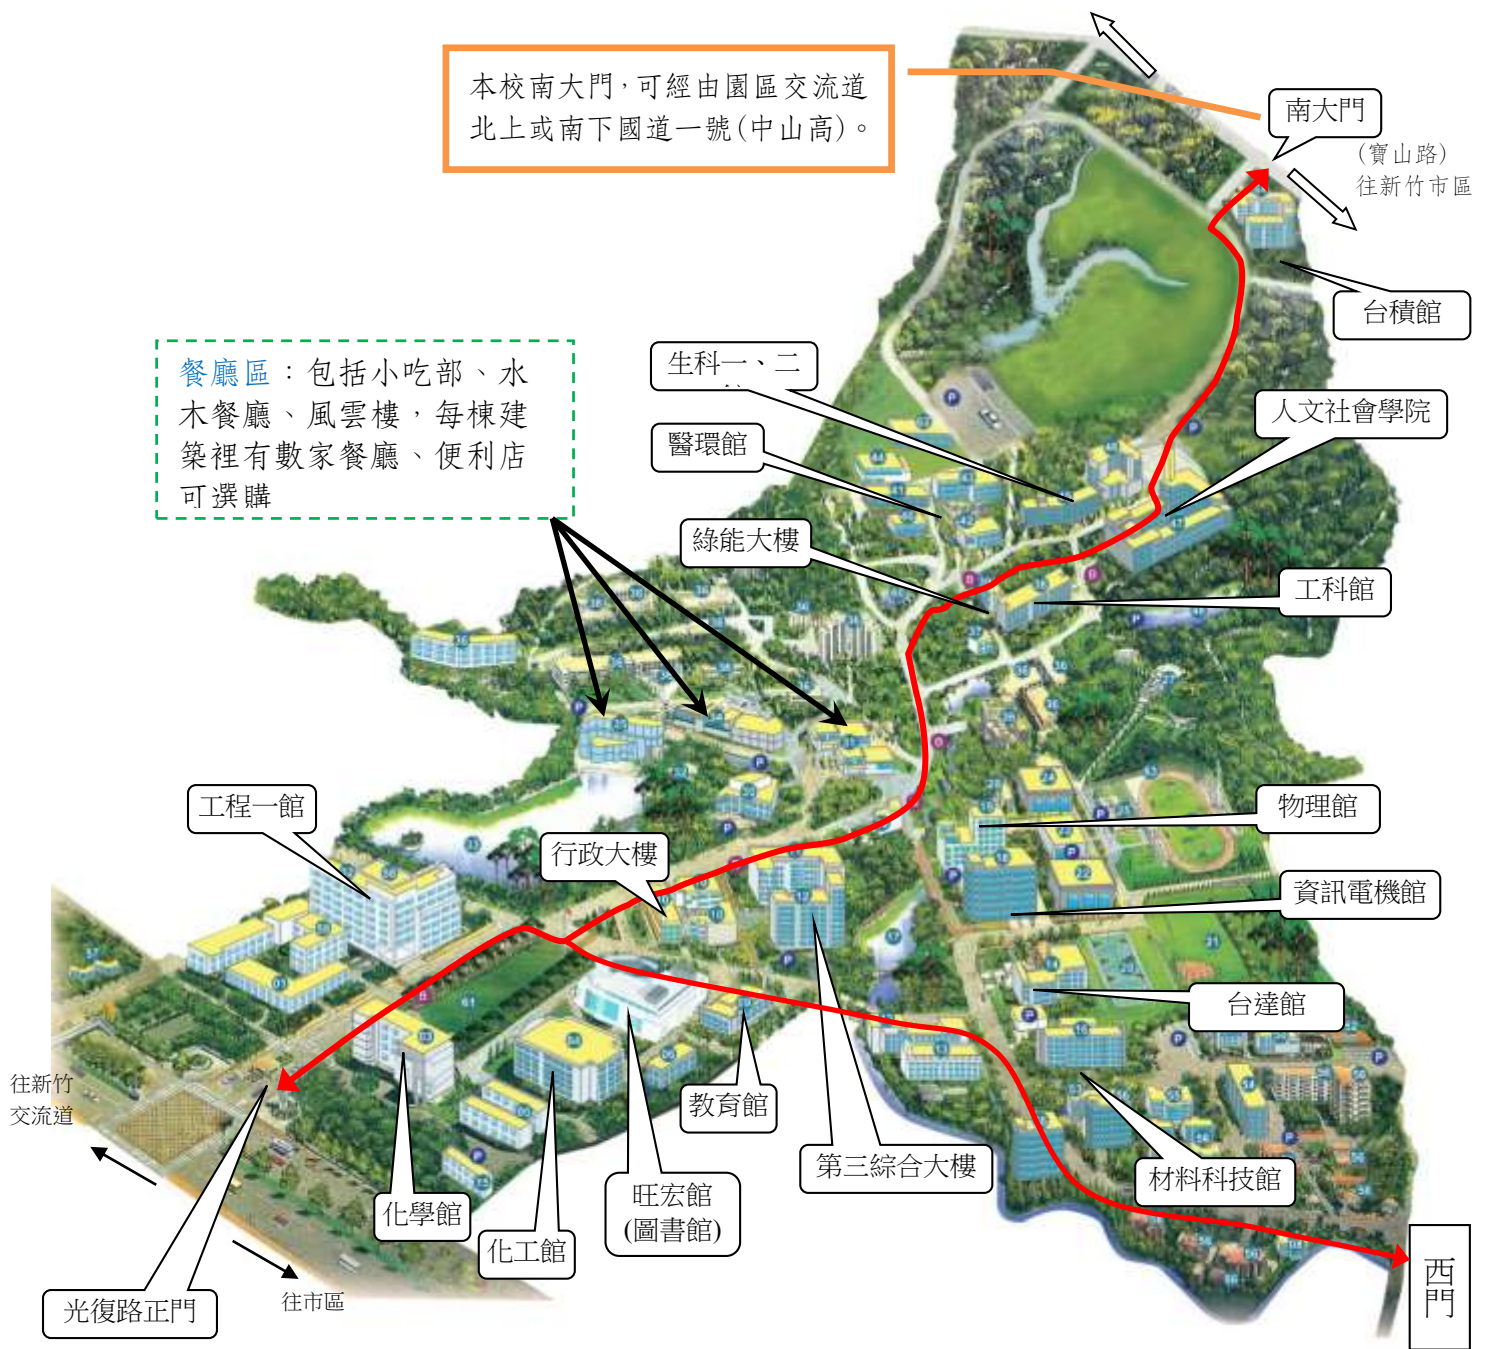 本校南大門，可經由園區交流道
北上或南下國道一號(中山高)。
南大門
(寶山路)
往新竹市區
台積館
餐廳區：包括小吃部、水
木餐廳、風雲樓，每棟建
築裡有數家餐廳、便利店
可選購
生科一、二
人文社會學院
醫環館
綠能大樓
工科館
工程一館
物理館
行政大樓
資訊電機館
台達館
往新竹
交流道
教育館
第三綜合大樓
材料科技館
旺宏館
(圖書館)
化學館
化工館
西門
往市區
光復路正門